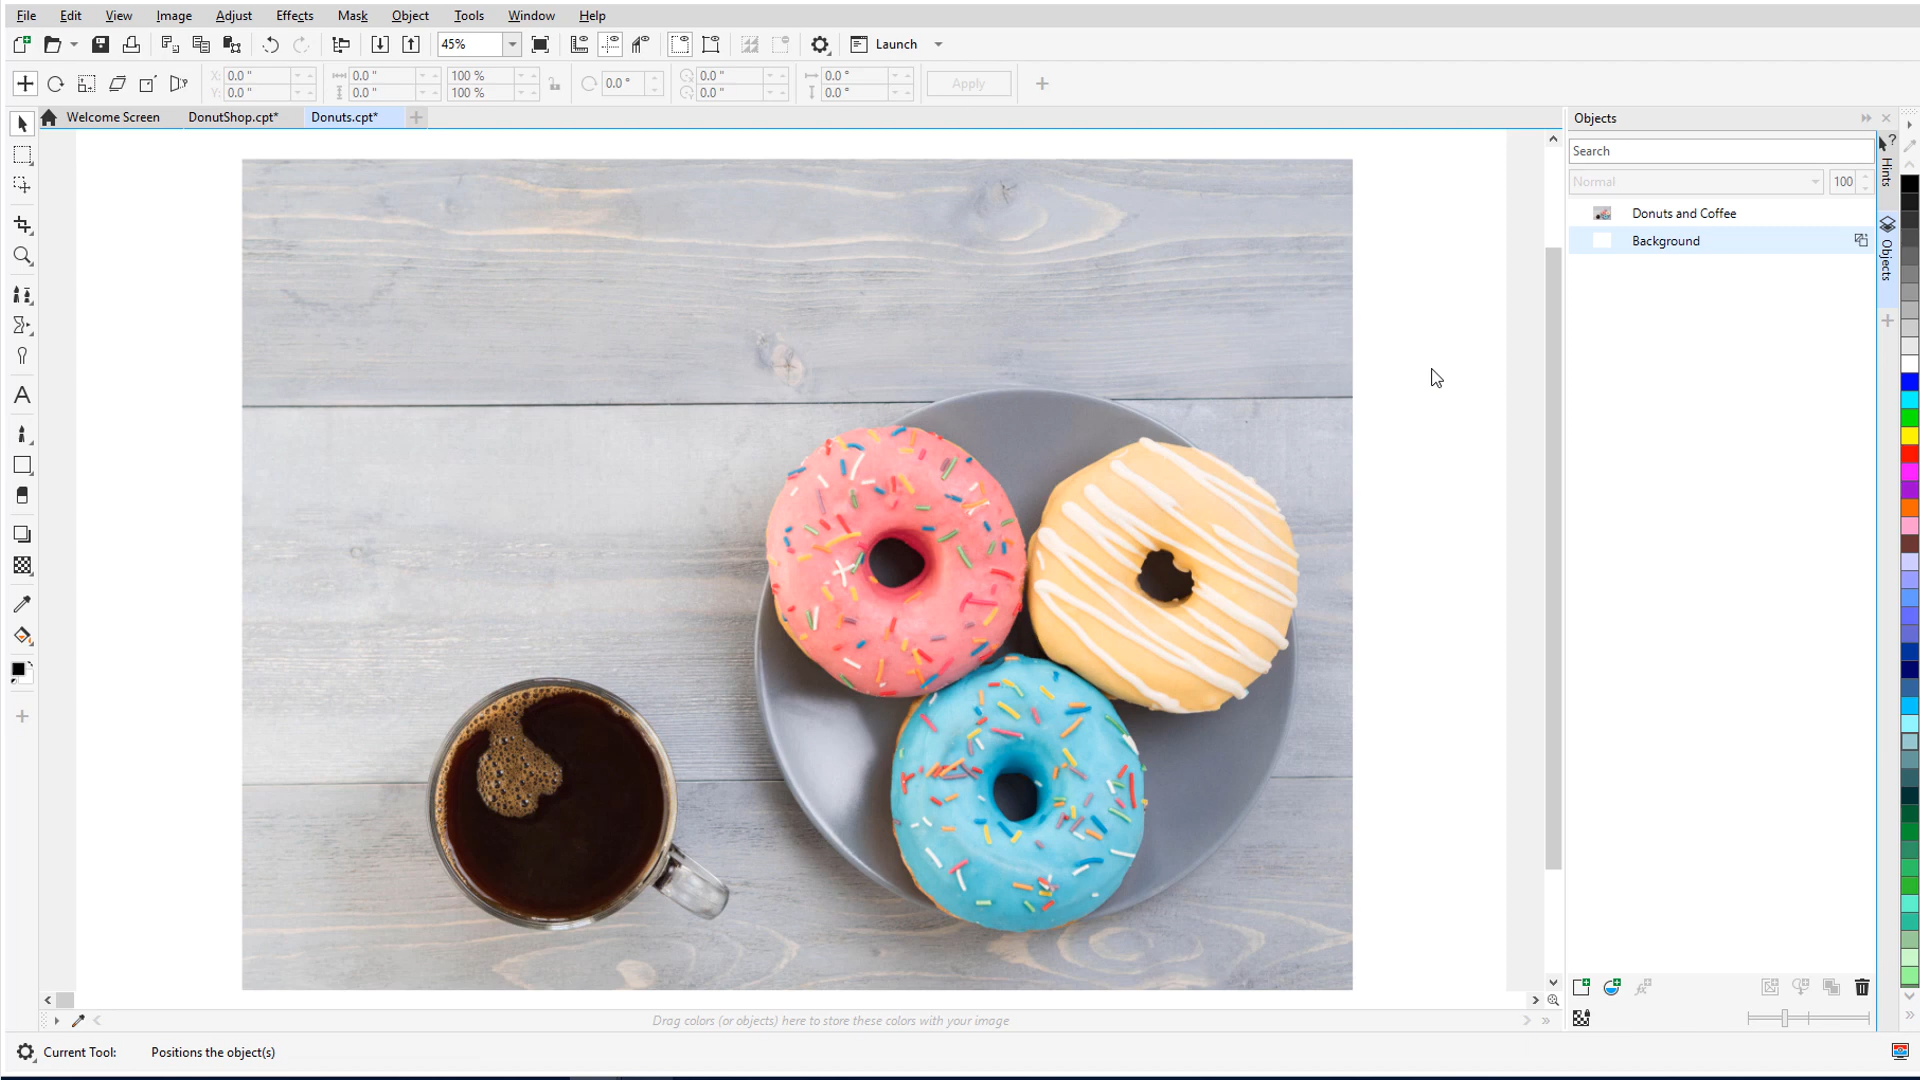 File Edit View Image Adjust Effects Mask Object Tools Window Help
45% Launch
X: 0.0 " 0.0 " 100 % 0.0 ° 0.0 " 0.0 ° Apply
Y: 0.0 " 0.0 " 100 % 0.0 " 0.0 °
Welcome Screen DonutShop.cpt* Donuts.cpt*
Objects
Search
Normal 100
Donuts and Coffee
Background
Hints
Objects
Drag colors (or objects) here to store these colors with your image
Current Tool: Positions the object(s)